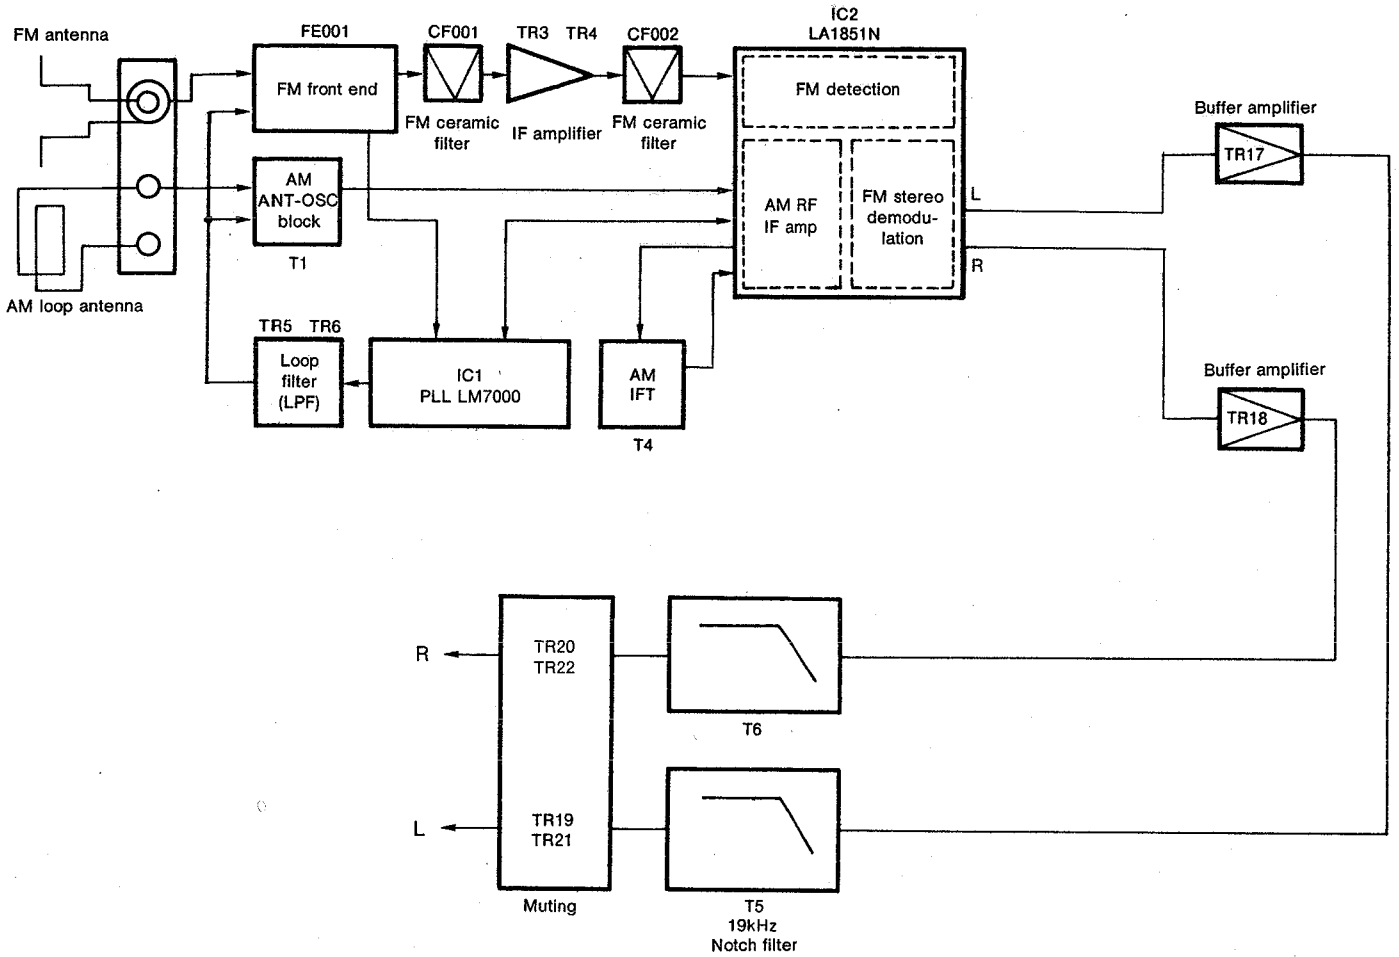 FM antenna
FE001
CF001
TR3 TR4
CF002
IC2
LA1851N
FM front end
FM ceramic
filter
IF amplifier
FM ceramic
filter
FM detection
Buffer amplifier
TR17
AM
ANT-OSC
block
T1
AM RF
IF amp
FM stereo
demodu-
lation
L
R
AM loop antenna
TR5 TR6
Loop
filter
(LPF)
IC1
PLL LM7000
AM
IFT
T4
Buffer amplifier
TR18
R
TR20
TR22
T6
L
TR19
TR21
Muting
T5
19kHz
Notch filter